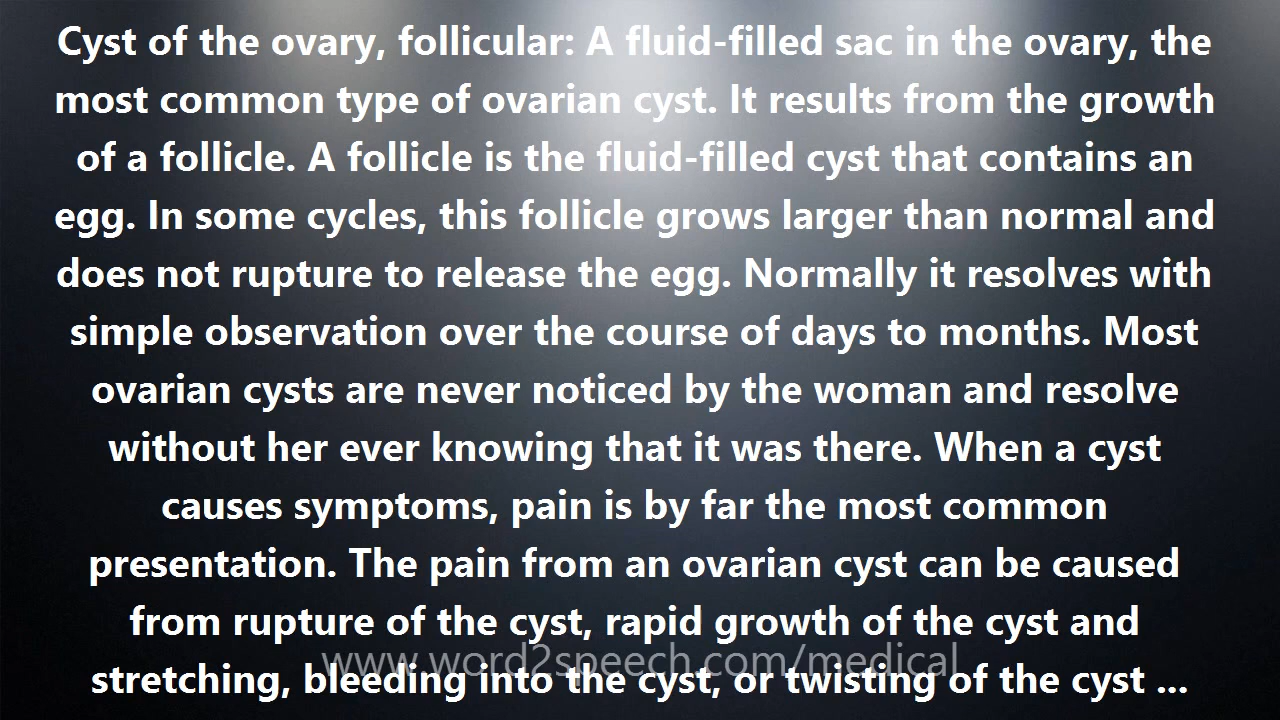 Cyst of the ovary, follicular: A fluid-filled sac in the ovary, the
most common type of ovarian cyst. It results from the growth
of a follicle. A follicle is the fluid-filled cyst that contains an
egg. In some cycles, this follicle grows larger than normal and
does not rupture to release the egg. Normally it resolves with
simple observation over the course of days to months. Most
ovarian cysts are never noticed by the woman and resolve
without her ever knowing that it was there. When a cyst
causes symptoms, pain is by far the most common
presentation. The pain from an ovarian cyst can be caused
from rupture of the cyst, rapid growth of the cyst and
www.word2speech.com/medical
stretching, bleeding into the cyst, or twisting of the cyst ...